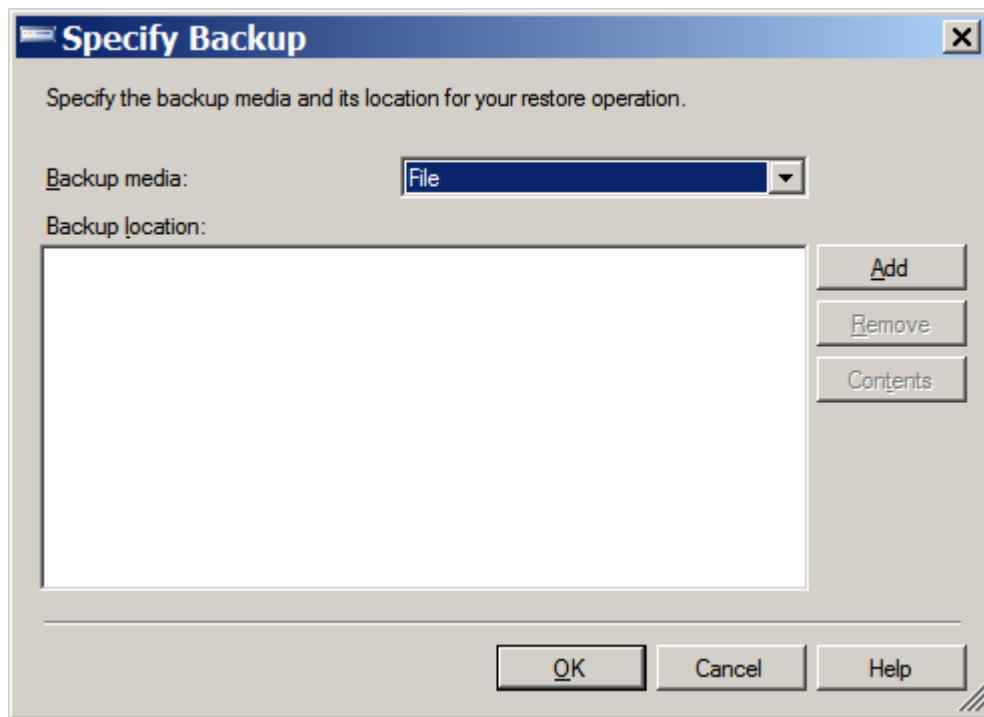 Specify Backup
Specify the backup media and its location for your restore operation.
Backup media:
File
Backup location:
Add
Remove
Contents
OK
Cancel
Help